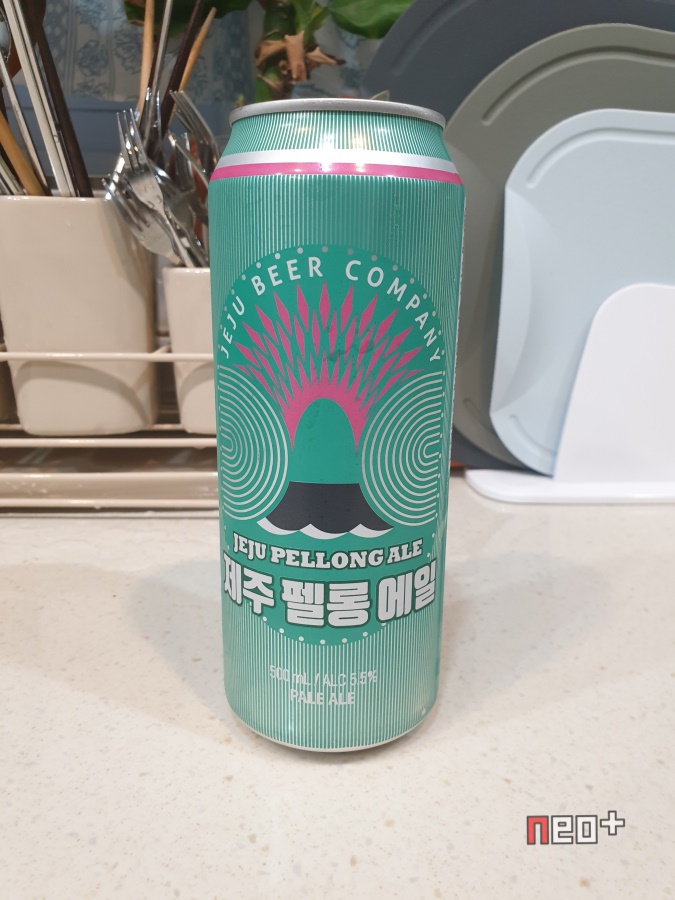 JEJU BEER COMPANY
JEJU PELLONG ALE
제주 펠롱 에일
500 mL / ALC 5.5%
PALE ALE
neo+